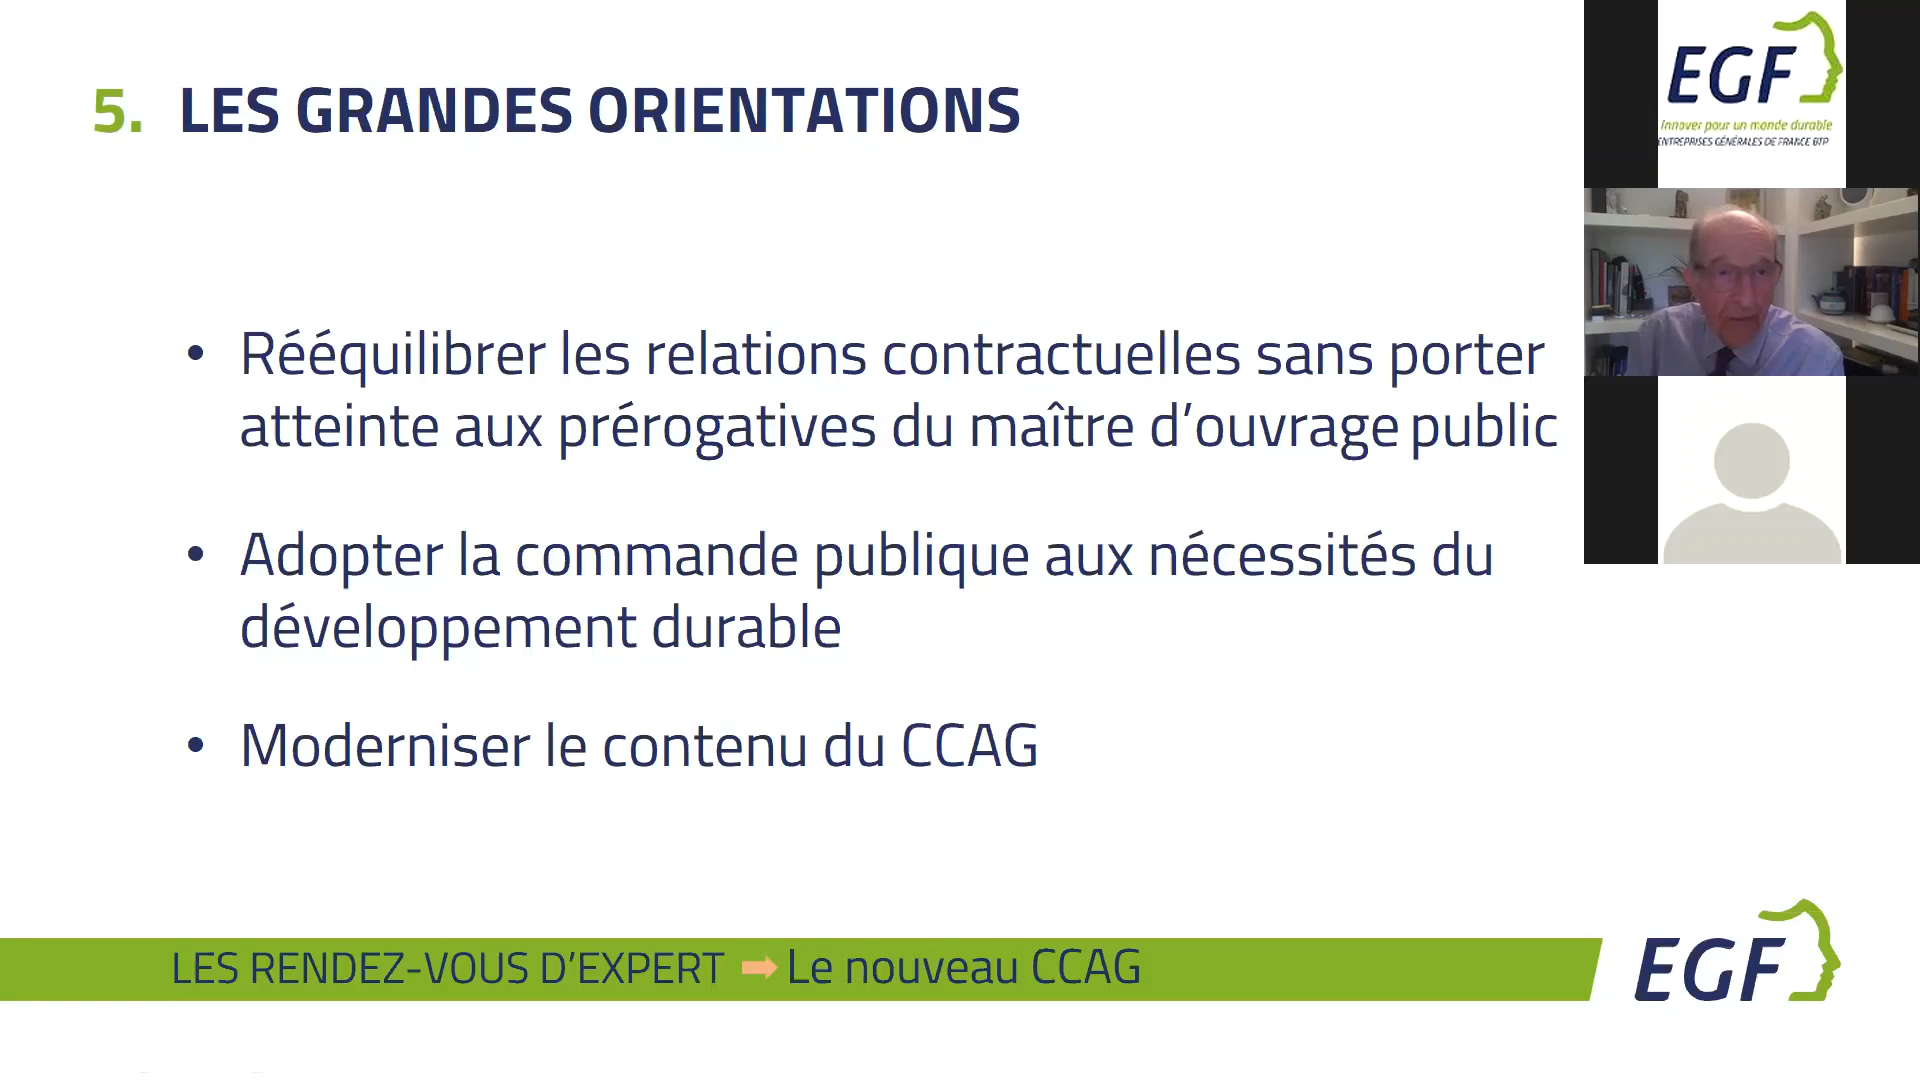 5. LES GRANDES ORIENTATIONS
• Rééquilibrer les relations contractuelles sans porter
atteinte aux prérogatives du maître d’ouvrage public
• Adopter la commande publique aux nécessités du
développement durable
• Moderniser le contenu du CCAG
LES RENDEZ-VOUS D’EXPERT ➡ Le nouveau CCAG
EGF
EGF
Innover pour un monde durable
ENTREPRISES GÉNÉRALES DE FRANCE BTP